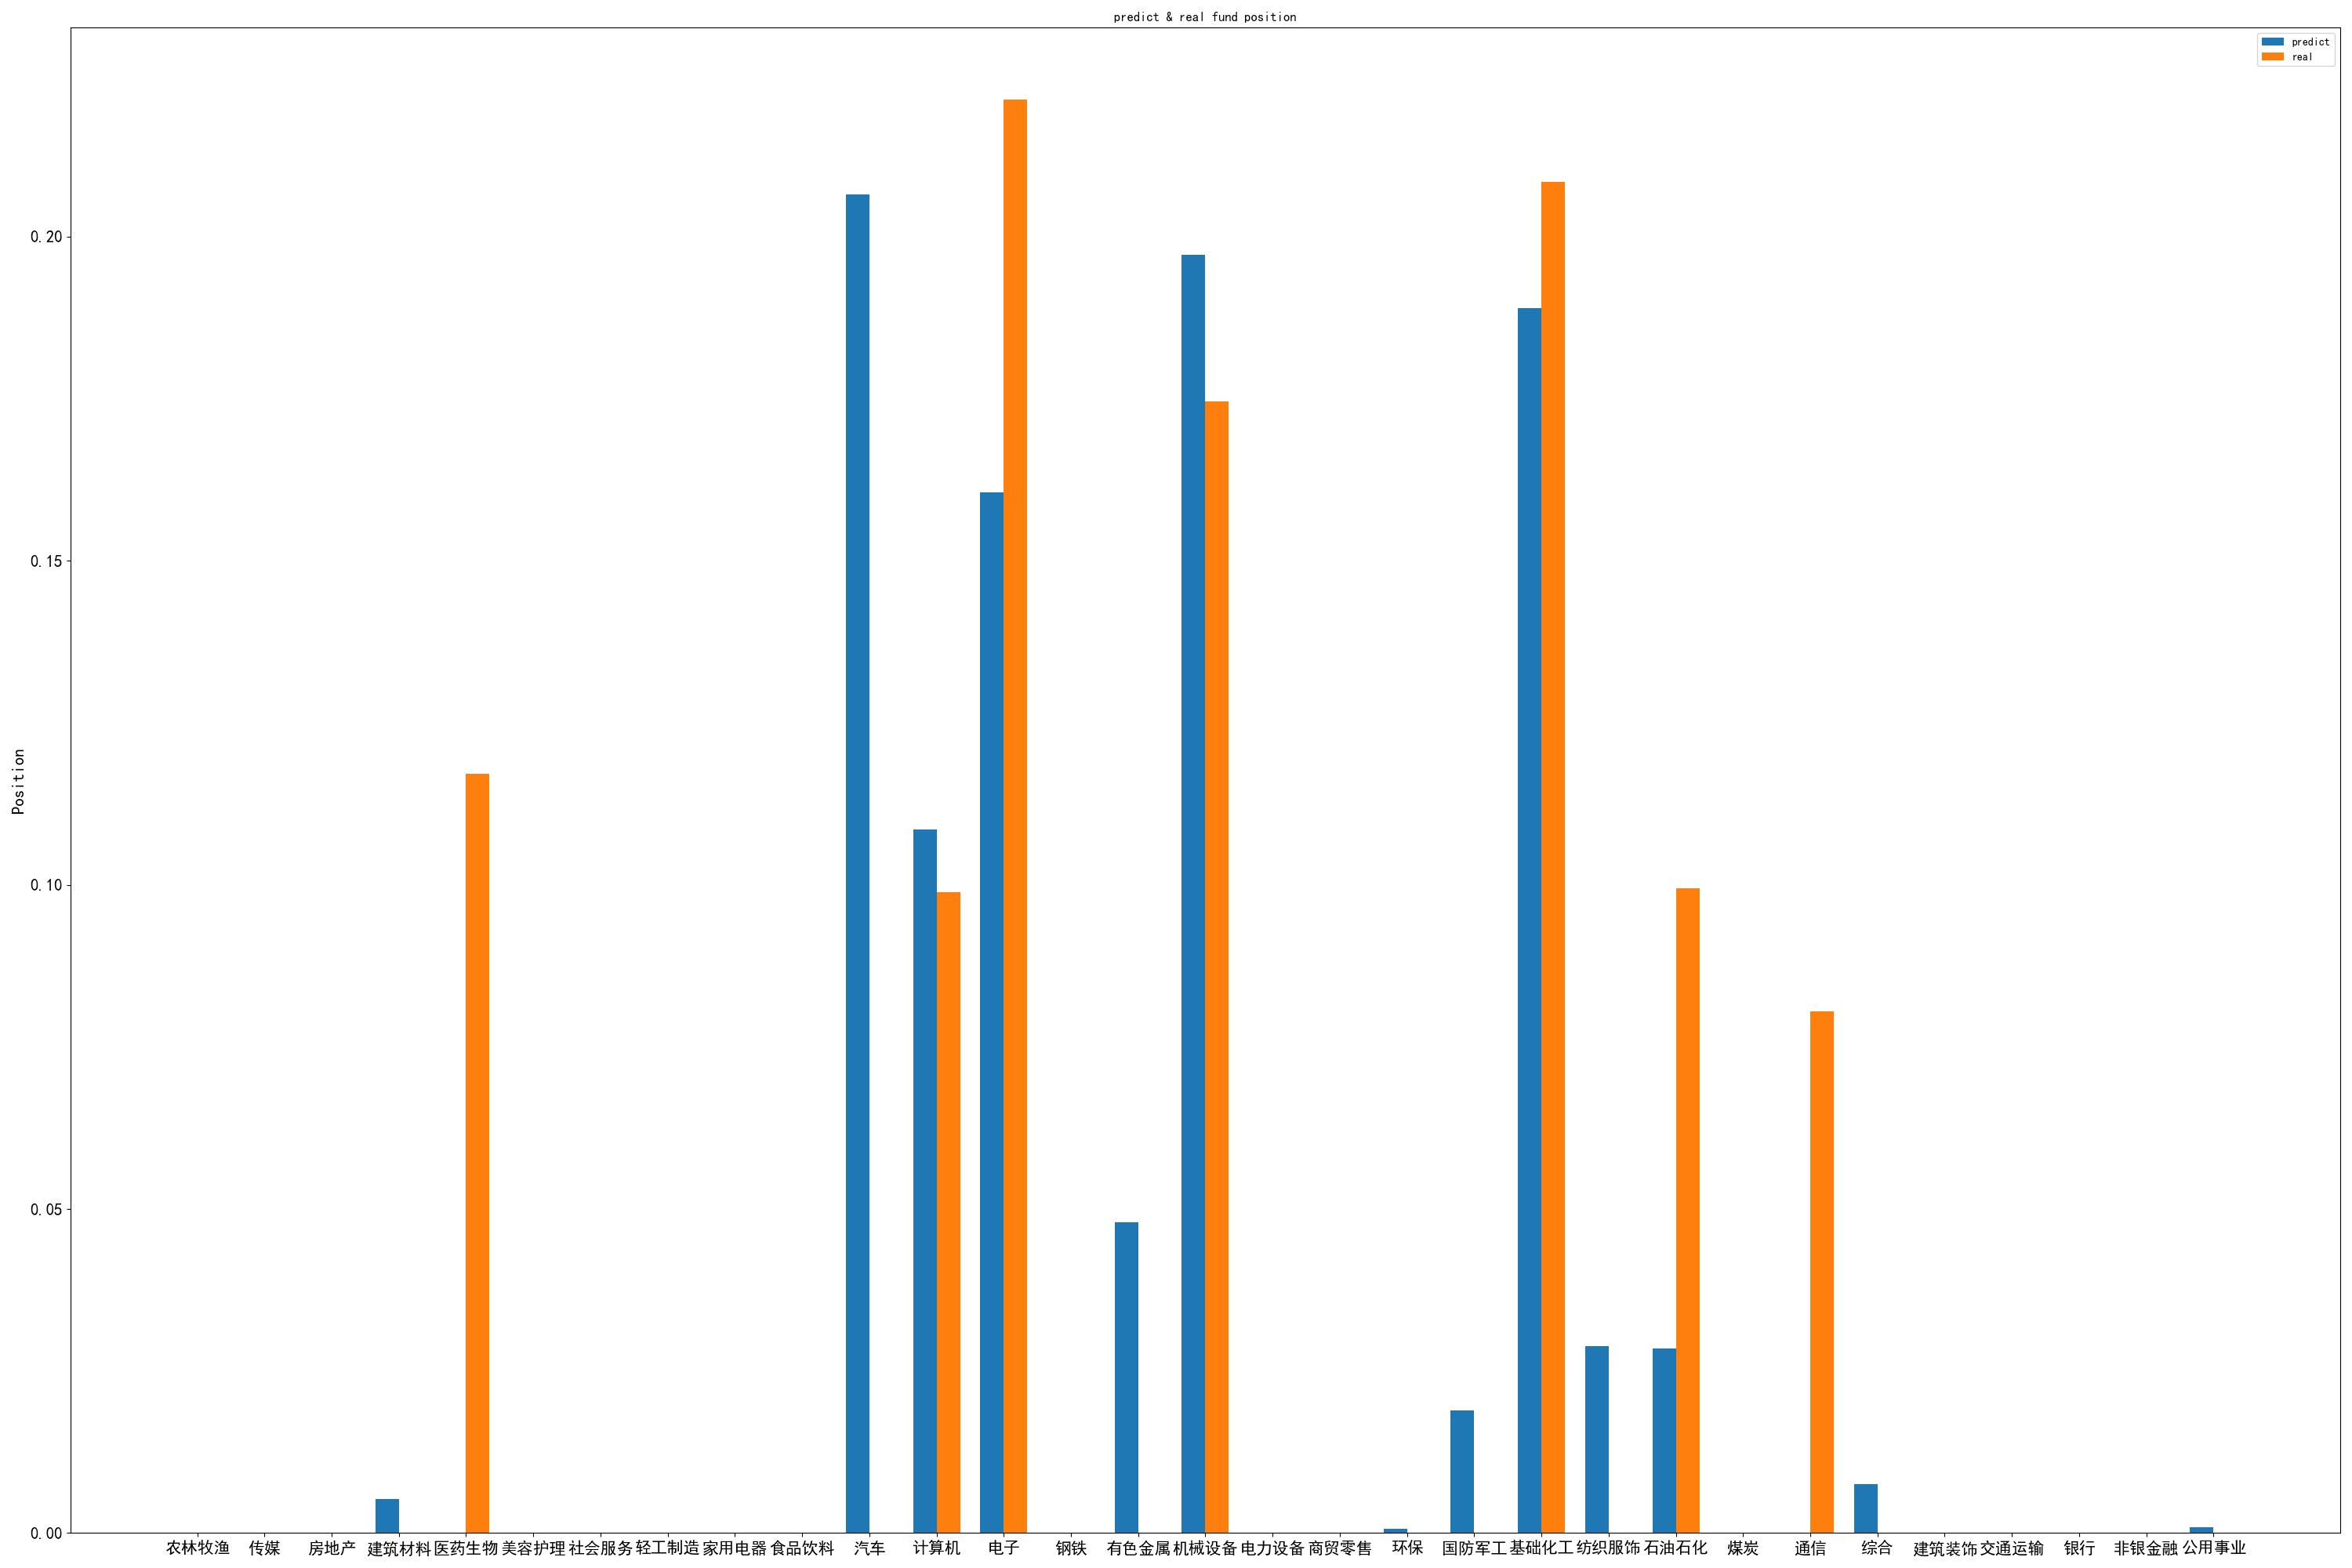 predict & real fund position
predict
real
Position
0.20
0.15
0.10
0.05
0.00
农林牧渔 传媒 房地产 建筑材料 医药生物 美容护理 社会服务 轻工制造 家用电器 食品饮料 汽车 计算机 电子 钢铁 有色金属 机械设备 电力设备 商贸零售 环保 国防军工 基础化工 纺织服饰 石油石化 煤炭 通信 综合 建筑装饰 交通运输 银行 非银金融 公用事业